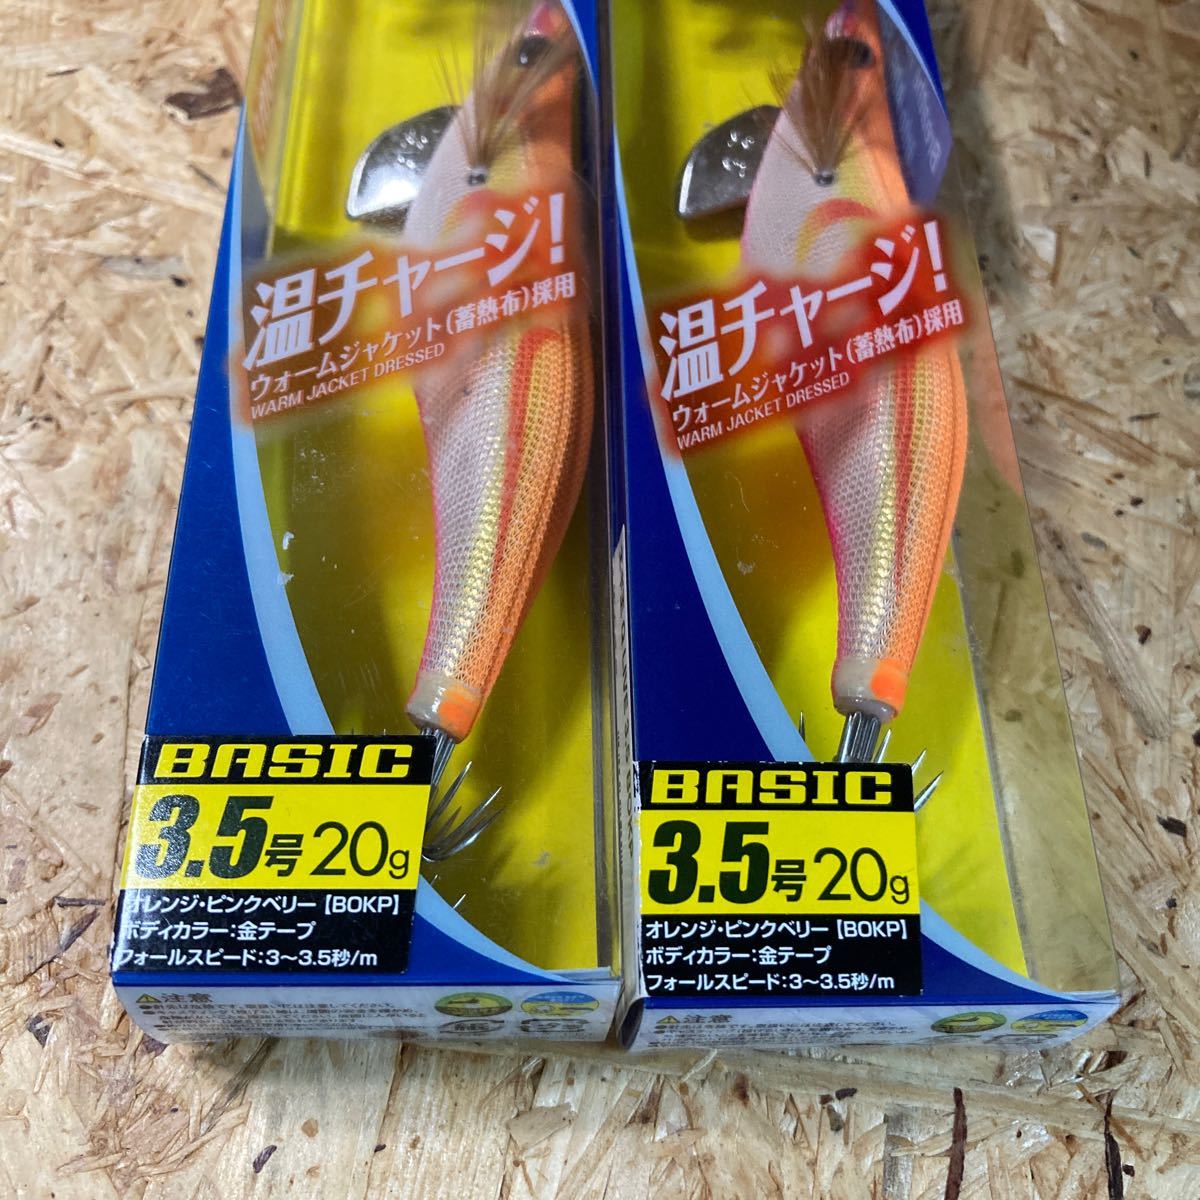 温チャージ!
ウォームジャケット(蓄熱布)採用
WARM JACKET DRESSED
BASIC
3.5号 20g
オレンジ・ピンクベリー【BOKP】
ボディカラー:金テープ
フォールスピード:3〜3.5秒/m
注意
温チャージ!
ウォームジャケット(蓄熱布)採用
WARM JACKET DRESSED
BASIC
3.5号 20g
オレンジ・ピンクベリー【BOKP】
ボディカラー:金テープ
フォールスピード:3〜3.5秒/m
注意